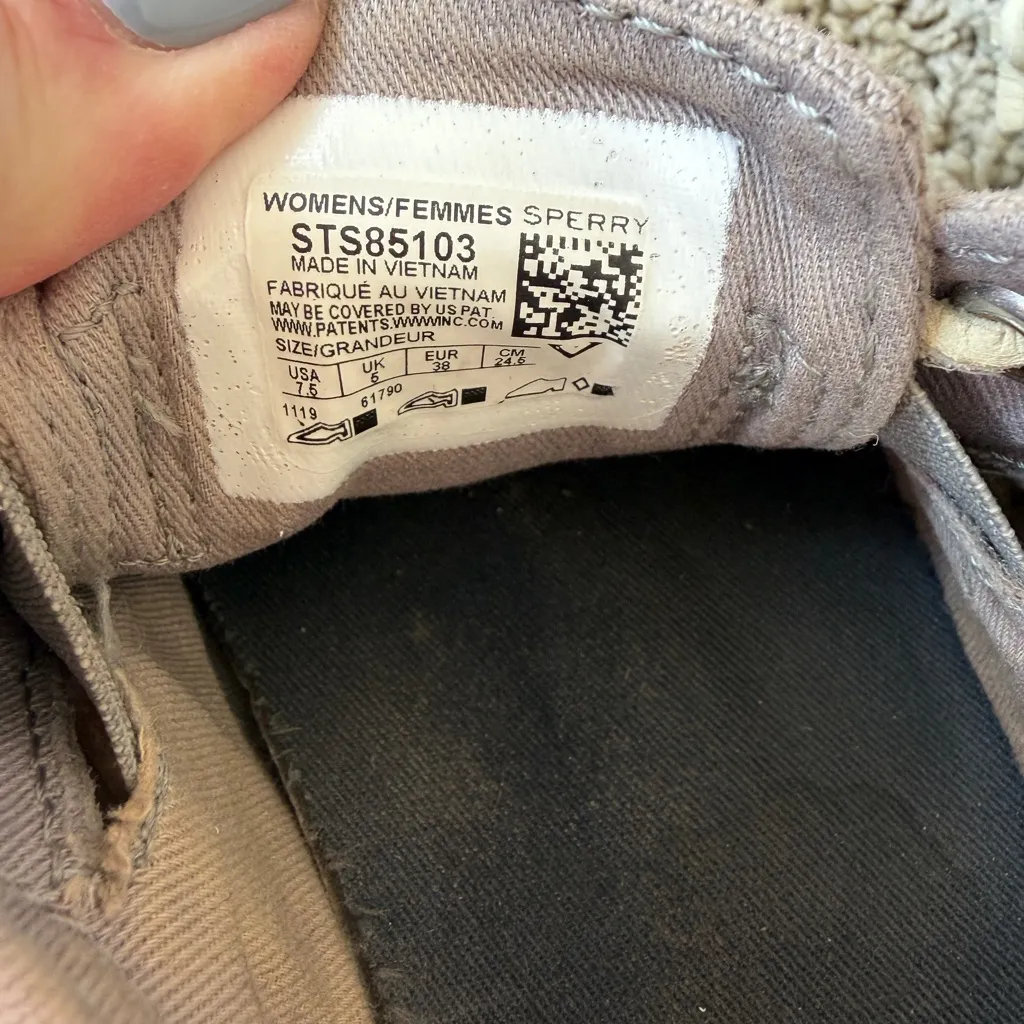 WOMENS/FEMMES SPERRY
STS85103
MADE IN VIETNAM
FABRIQUÉ AU VIETNAM
MAY BE COVERED BY US PAT.
WWW.PATENTS.WWWINC.COM
SIZE/GRANDEUR
USA UK EUR CM
7.5 5 38 24.5
1119 61790